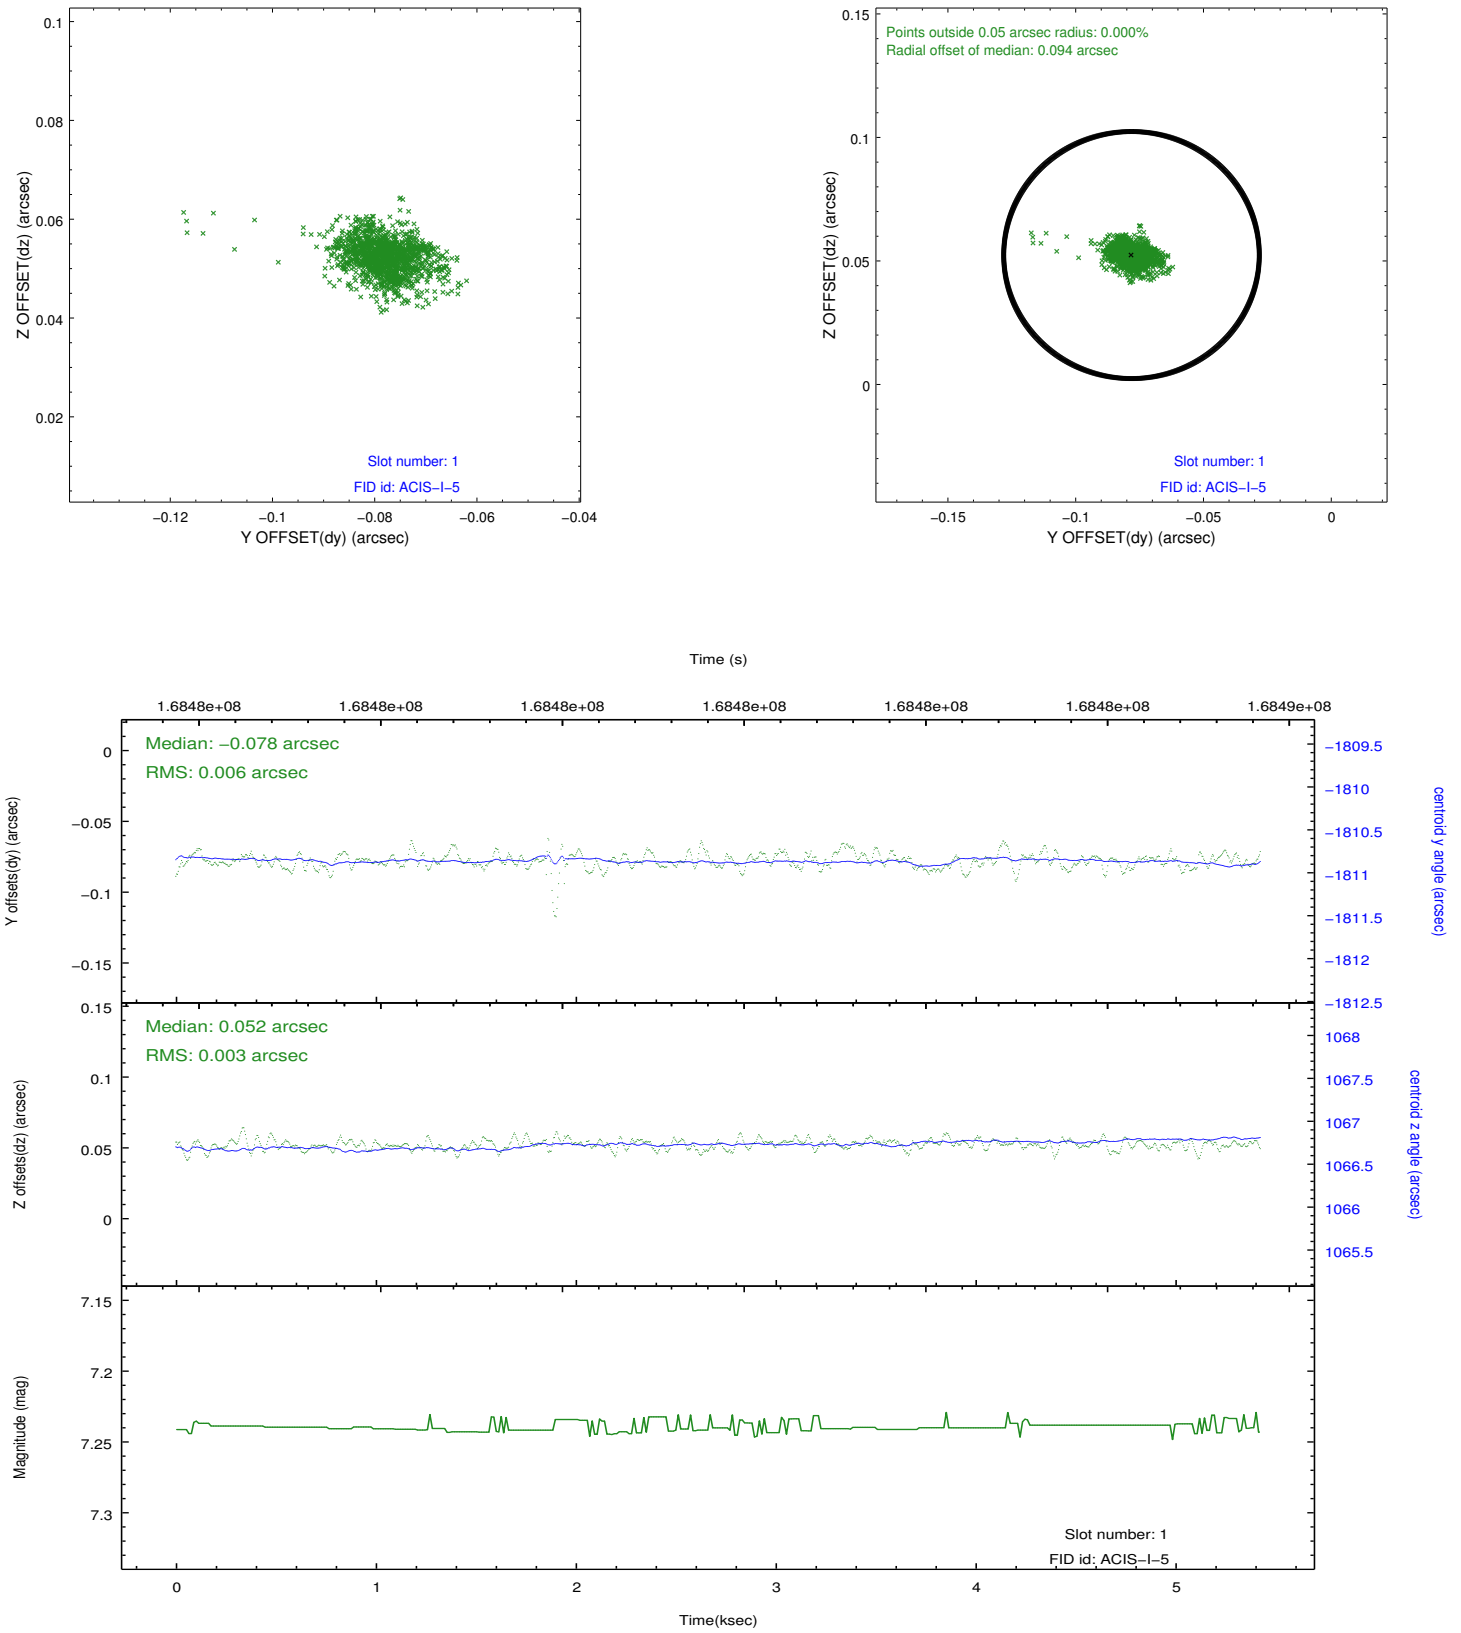 0.1
0.08
0.06
0.04
0.02
Z OFFSET(dz) (arcsec)
Slot number: 1
FID id: ACIS−I−5
−0.12 −0.1 −0.08 −0.06 −0.04
Y OFFSET(dy) (arcsec)
0.15
0.1
0.05
0
Z OFFSET(dz) (arcsec)
Points outside 0.05 arcsec radius: 0.000%
Radial offset of median: 0.094 arcsec
Slot number: 1
FID id: ACIS−I−5
−0.15 −0.1 −0.05 0
Y OFFSET(dy) (arcsec)
Time (s)
1.6848e+08 1.6848e+08 1.6848e+08 1.6848e+08 1.6848e+08 1.6848e+08 1.6849e+08
Median: −0.078 arcsec
RMS: 0.006 arcsec
0
−0.05
−0.1
−0.15
Y offsets(dy) (arcsec)
−1809.5
−1810
−1810.5
−1811
−1811.5
−1812
−1812.5
centroid y angle (arcsec)
Median: 0.052 arcsec
RMS: 0.003 arcsec
0.15
0.1
0.05
0
Z offsets(dz) (arcsec)
1068
1067.5
1067
1066.5
1066
1065.5
centroid z angle (arcsec)
7.15
7.2
7.25
7.3
Magnitude (mag)
Slot number: 1
FID id: ACIS−I−5
0 1 2 3 4 5
Time(ksec)